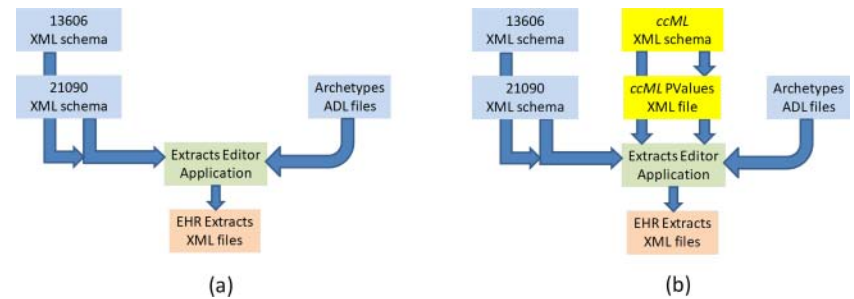 13606
XML schema
21090
XML schema
Archetypes
ADL files
Extracts Editor
Application
EHR Extracts
XML files
(a)
13606
XML schema
ccML
XML schema
21090
XML schema
ccML PValues
XML file
Archetypes
ADL files
Extracts Editor
Application
EHR Extracts
XML files
(b)